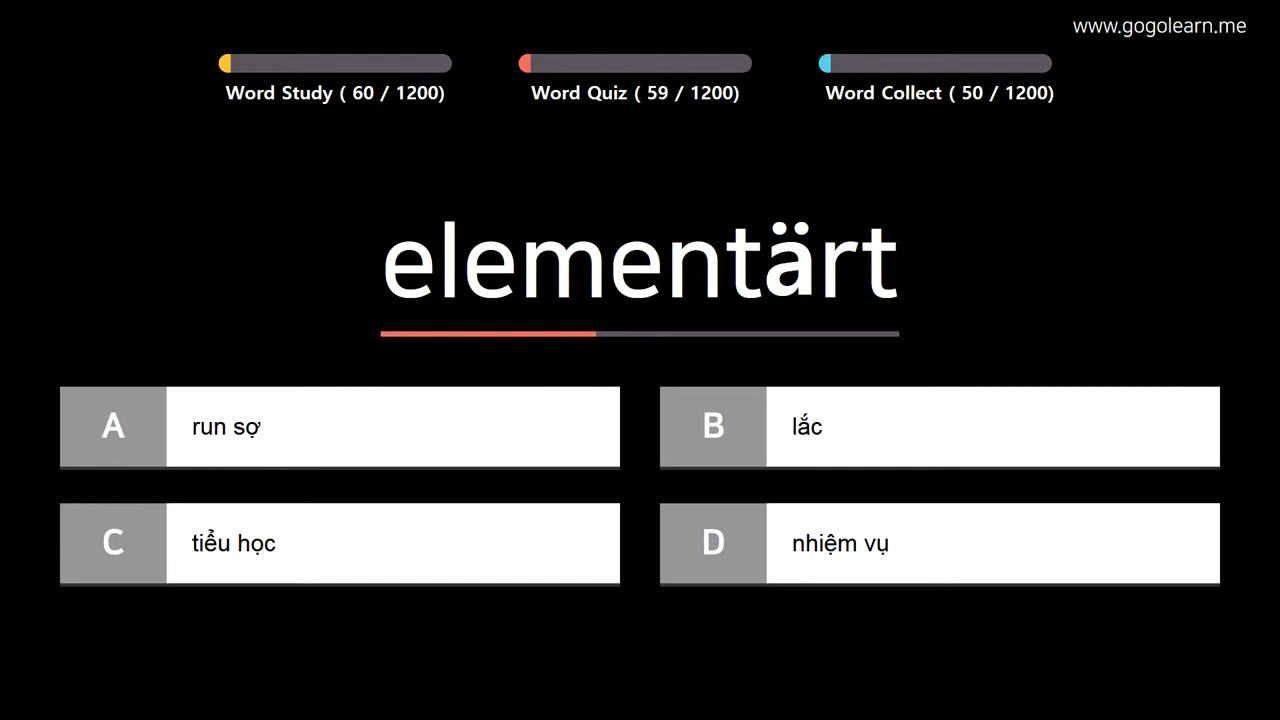 www.gogolearn.me
Word Study ( 60 / 1200)
Word Quiz ( 59 / 1200)
Word Collect ( 50 / 1200)
elementärt
A run sợ
B lắc
C tiểu học
D nhiệm vụ